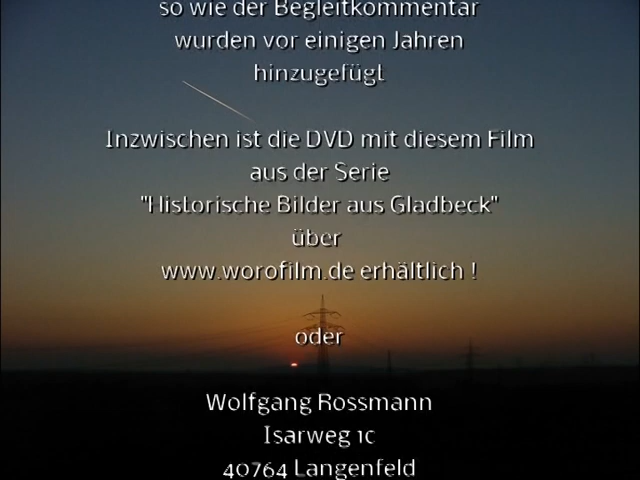 so wie der Begleitkommentar
wurden vor einigen Jahren
hinzugefügt
Inzwischen ist die DVD mit diesem Film
aus der Serie
"Historische Bilder aus Gladbeck"
über
www.worofilm.de erhältlich !
oder
Wolfgang Rossmann
Isarweg 1c
40764 Langenfeld